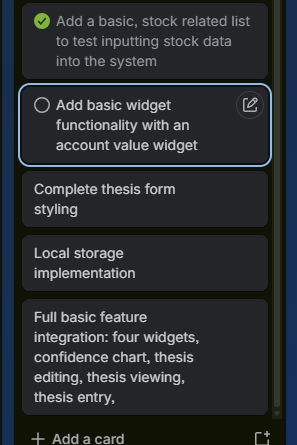 Add a basic, stock related list
to test inputting stock data
into the system
Add basic widget
functionality with an
account value widget
Complete thesis form
styling
Local storage
implementation
Full basic feature
integration: four widgets,
confidence chart, thesis
editing, thesis viewing,
thesis entry,
+ Add a card